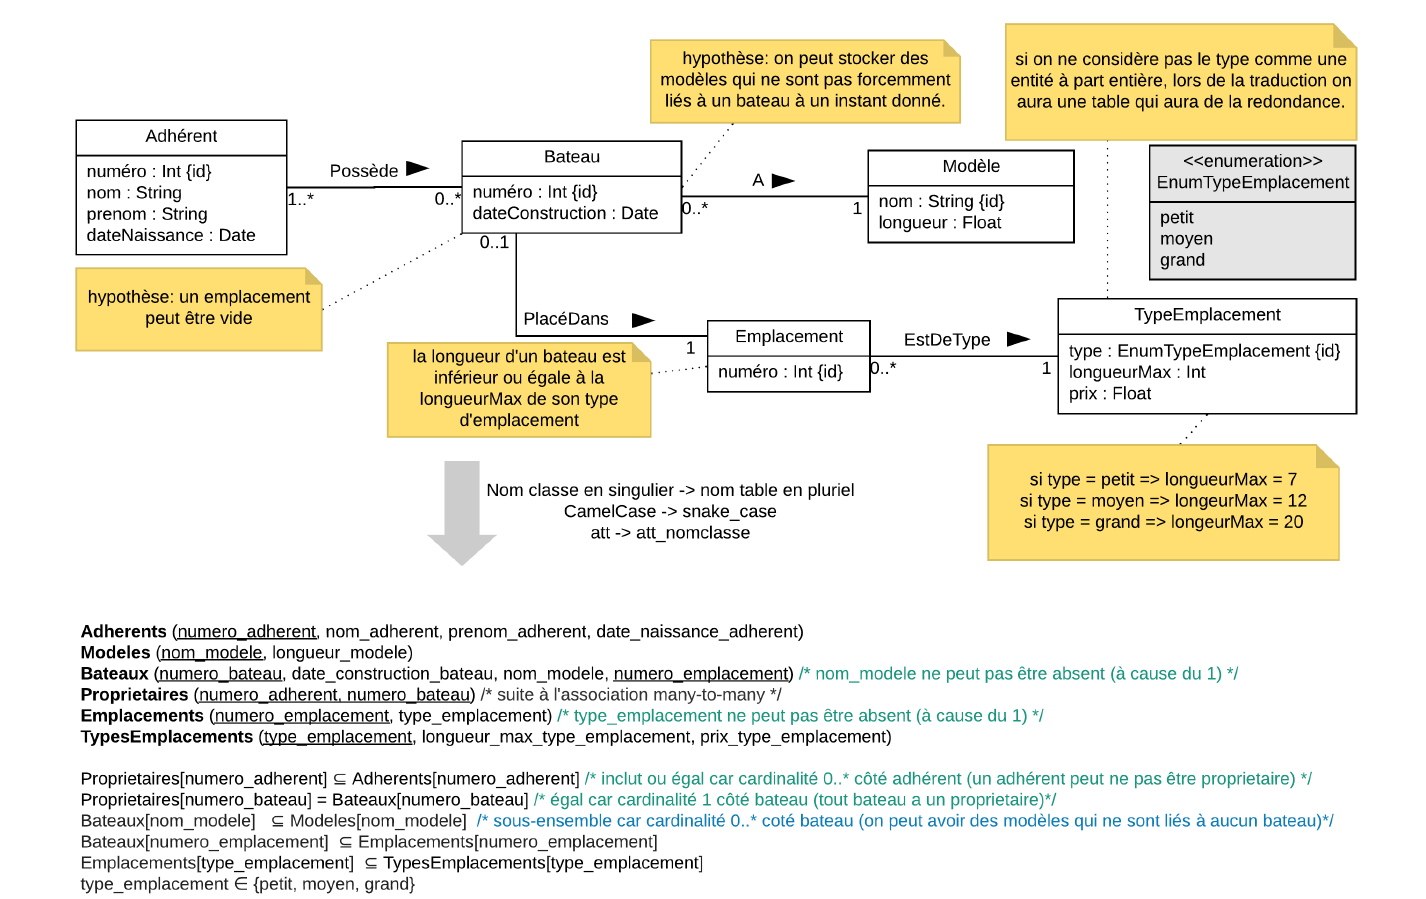 hypothèse: on peut stocker des
modèles qui ne sont pas forcemment
liés à un bateau à un instant donné.
si on ne considère pas le type comme une
entité à part entière, lors de la traduction on
aura une table qui aura de la redondance.
Adhérent
numéro : Int {id}
nom : String
prenom : String
dateNaissance : Date
Possède
1..*
0..*
Bateau
numéro : Int {id}
dateConstruction : Date
0..1
0..*
A
1
Modèle
nom : String {id}
longueur : Float
<<enumeration>>
EnumTypeEmplacement
petit
moyen
grand
hypothèse: un emplacement
peut être vide
PlacéDans
1
la longueur d'un bateau est
inférieur ou égale à la
longueurMax de son type
d'emplacement
Emplacement
numéro : Int {id}
0..*
EstDeType
1
TypeEmplacement
type : EnumTypeEmplacement {id}
longueurMax : Int
prix : Float
si type = petit => longueurMax = 7
si type = moyen => longeurMax = 12
si type = grand => longeurMax = 20
Nom classe en singulier -> nom table en pluriel
CamelCase -> snake_case
att -> att_nomclasse
Adherents (numero_adherent, nom_adherent, prenom_adherent, date_naissance_adherent)
Modeles (nom_modele, longueur_modele)
Bateaux (numero_bateau, date_construction_bateau, nom_modele, numero_emplacement) /* nom_modele ne peut pas être absent (à cause du 1) */
Proprietaires (numero_adherent, numero_bateau) /* suite à l'association many-to-many */
Emplacements (numero_emplacement, type_emplacement) /* type_emplacement ne peut pas être absent (à cause du 1) */
TypesEmplacements (type_emplacement, longueur_max_type_emplacement, prix_type_emplacement)
Proprietaires[numero_adherent] ⊆ Adherents[numero_adherent] /* inclut ou égal car cardinalité 0..* côté adhérent (un adhérent peut ne pas être proprietaire) */
Proprietaires[numero_bateau] = Bateaux[numero_bateau] /* égal car cardinalité 1 côté bateau (tout bateau a un proprietaire)*/
Bateaux[nom_modele] ⊆ Modeles[nom_modele] /* sous-ensemble car cardinalité 0..* coté bateau (on peut avoir des modèles qui ne sont liés à aucun bateau)*/
Bateaux[numero_emplacement] ⊆ Emplacements[numero_emplacement]
Emplacements[type_emplacement] ⊆ TypesEmplacements[type_emplacement]
type_emplacement ∈ {petit, moyen, grand}